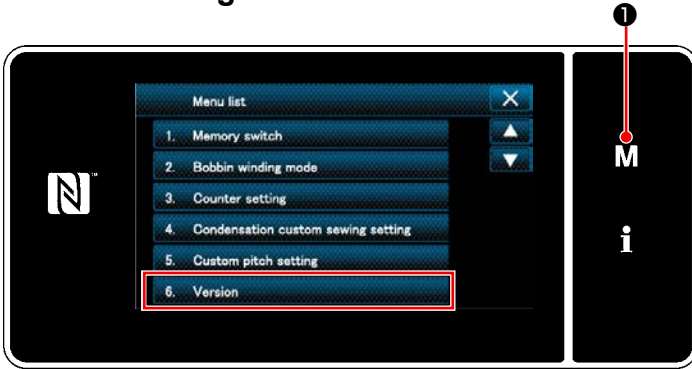 ❶
Menu list
1. Memory switch
2. Bobbin winding mode
3. Counter setting
4. Condensation custom sewing setting
5. Custom pitch setting
6. Version
M
i